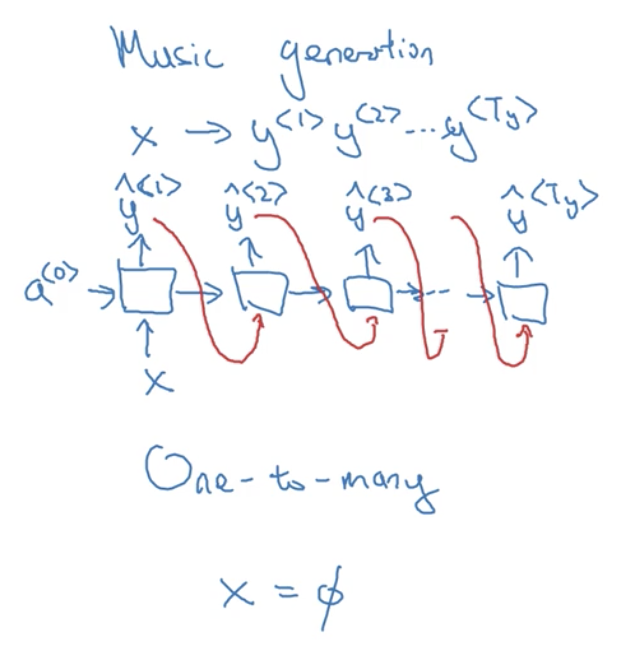 Music generation
x → y<1> y<2> ... y<Ty>
ŷ<1> ŷ<2> ŷ<3> ŷ<Ty>
a<0>
x
One-to-many
x = ϕ